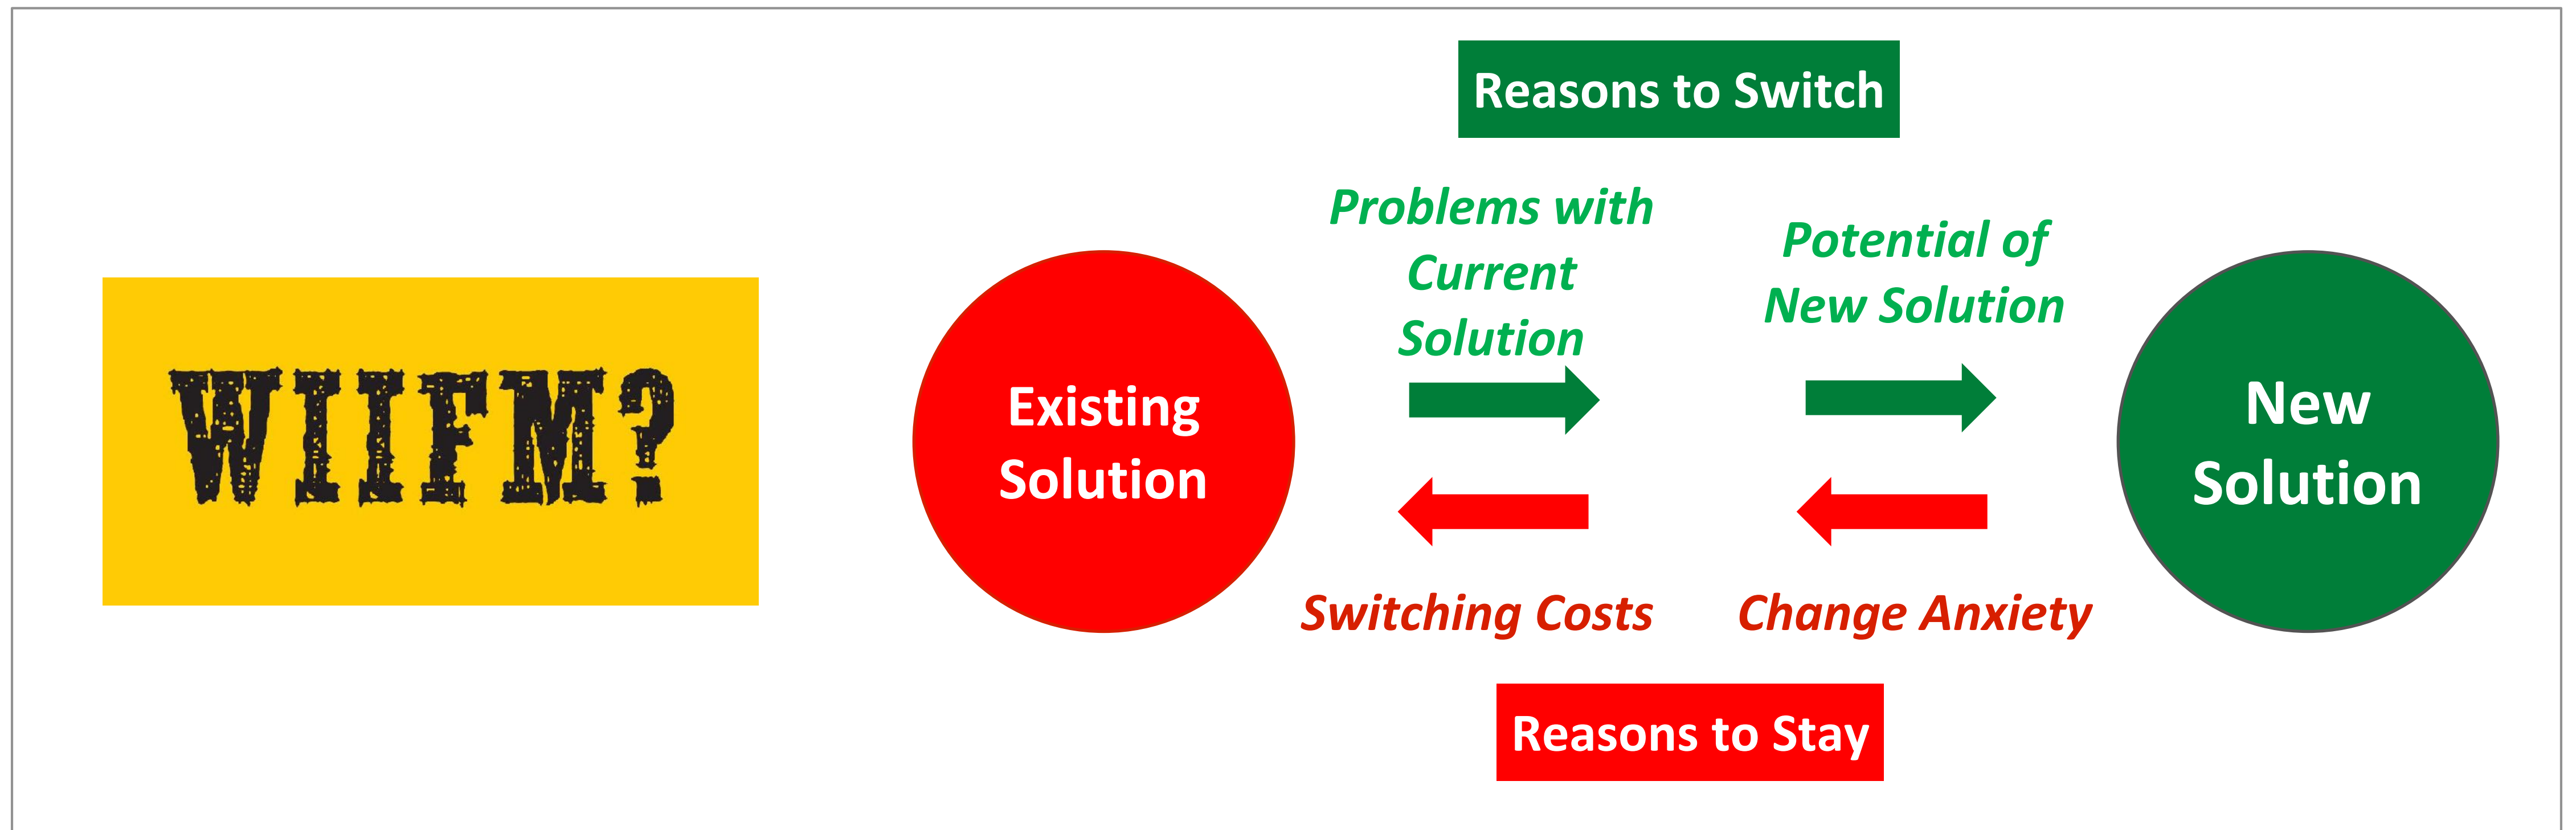 WIIFM?
Reasons to Switch
Problems with
Current
Solution
Potential of
New Solution
Existing
Solution
New
Solution
Switching Costs
Change Anxiety
Reasons to Stay